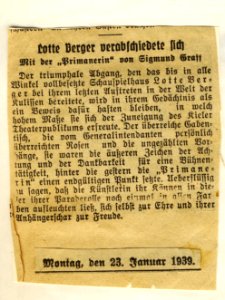 Lotte Berger verabschiedete sich
Mit der „Primanerin" von Sigmund Graff
Der triumphale Abgang, den das bis in alle
Winkel vollbesetzte Schauspielhaus Lotte Ber-
ger bei ihrem letzten Auftreten in der Welt der
Kulissen bereitete, wird in ihrem Gedächtnis als
ein Beweis dafür haften bleiben, in welch
hohem Maße sie sich der Zuneigung des Kieler
Theaterpublikums erfreute. Der überreiche Gaben-
tisch, die vom Generalintendanten persönlich
überreichten Rosen und die ungezählten Vor-
hänge, sie waren die äußeren Zeichen der Ach-
tung und der Dankbarkeit für eine Bühnen-
tätigkeit, hinter die gestern die „Primane-
rin" einen endgültigen Punkt setzte. Ueberflüssig
zu sagen, daß die Künstlerin ihr Können in die-
ser ihrer Paraderolle noch einmal in allen Far-
ben aufleuchten ließ, sich selbst zur Ehre und ihrer
Anhängerschar zur Freude.
Montag, den 23. Januar 1939.